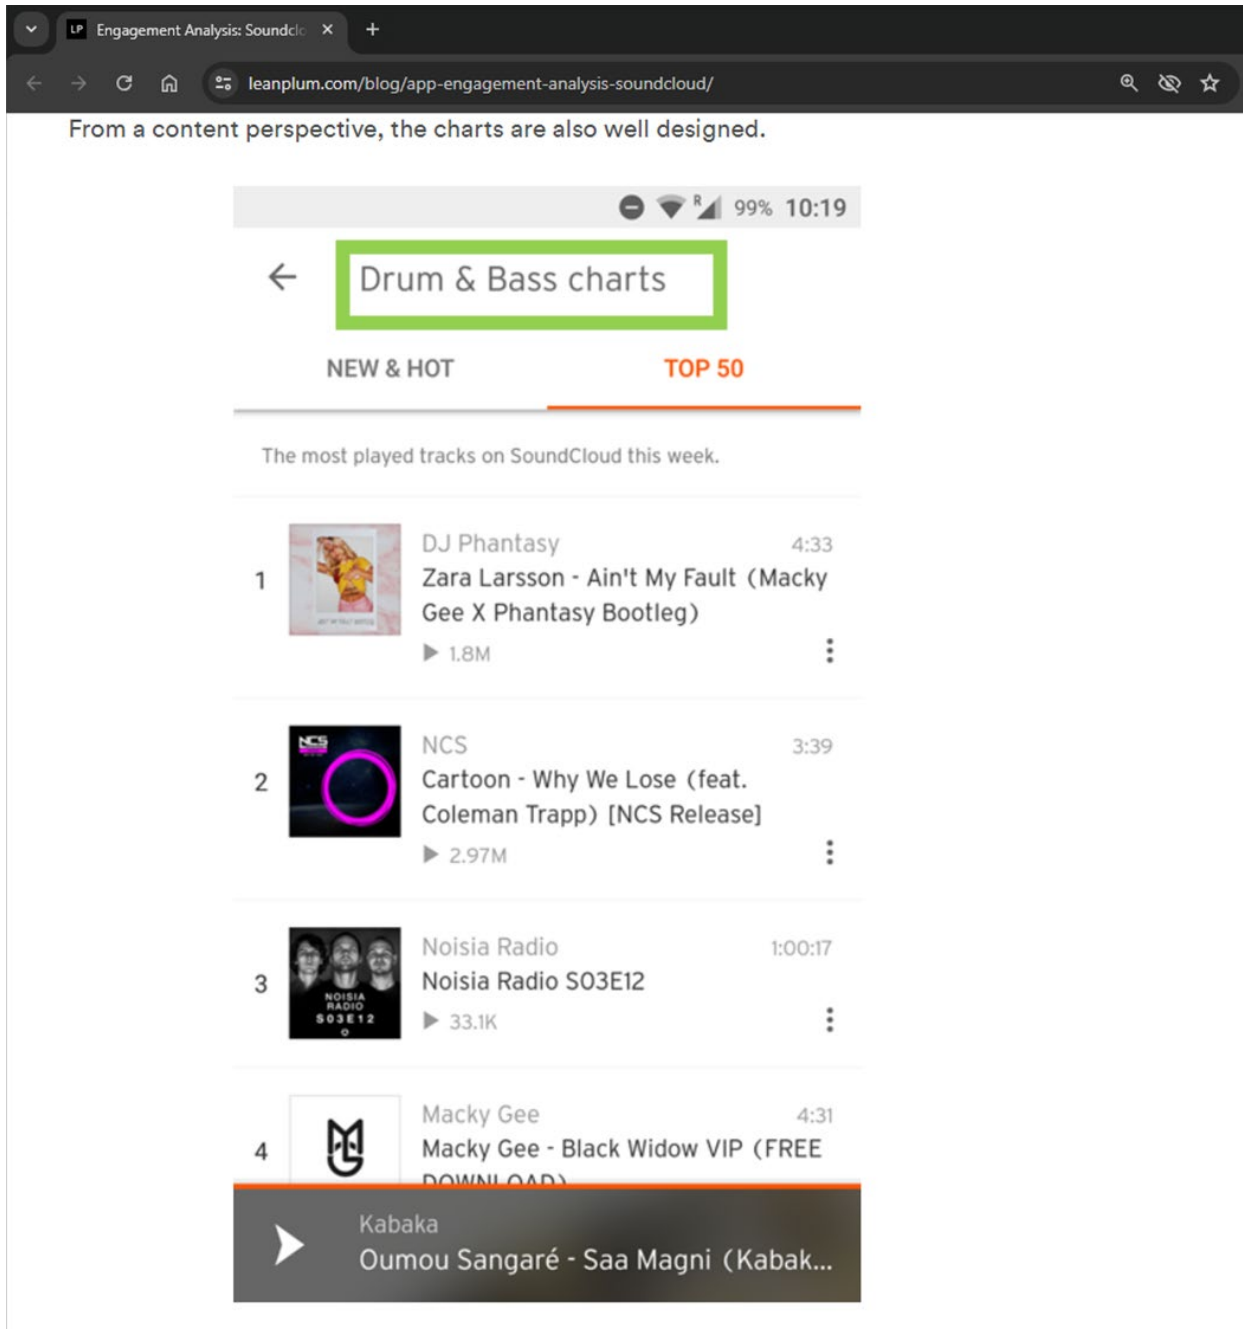 LP Engagement Analysis: Soundclo
leanplum.com/blog/app-engagement-analysis-soundcloud/
From a content perspective, the charts are also well designed.
R 99% 10:19
Drum & Bass charts
NEW & HOT TOP 50
The most played tracks on SoundCloud this week.
1
DJ Phantasy 4:33
Zara Larsson - Ain't My Fault (Macky
Gee X Phantasy Bootleg)
1.8M
2
NCS
NCS 3:39
Cartoon - Why We Lose (feat.
Coleman Trapp) [NCS Release]
2.97M
3
NOISIA
RADIO
S03E12
Noisia Radio 1:00:17
Noisia Radio S03E12
33.1K
4
MG
Macky Gee 4:31
Macky Gee - Black Widow VIP (FREE
DOWNLOAD)
Kabaka
Oumou Sangaré - Saa Magni (Kabak...